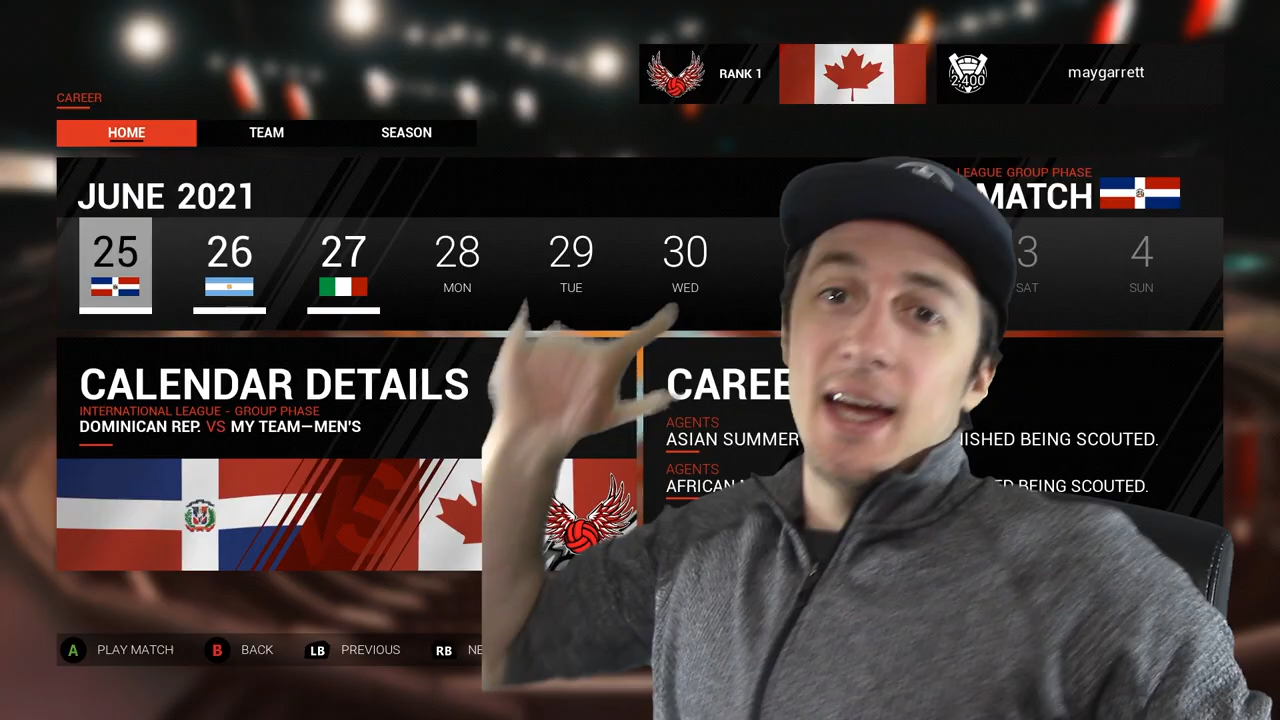 RANK 1
2,400
maygarrett
CAREER
HOME TEAM SEASON
LEAGUE GROUP PHASE
JUNE 2021
MATCH
25 26 27 28 29 30 3 4
MON TUE WED SAT SUN
CALENDAR DETAILS
INTERNATIONAL LEAGUE - GROUP PHASE
DOMINICAN REP. VS MY TEAM—MEN'S
VS
CAREE
AGENTS
ASIAN SUMMER NISHED BEING SCOUTED.
AGENTS
AFRICAN ED BEING SCOUTED.
A PLAY MATCH B BACK LB PREVIOUS RB NE